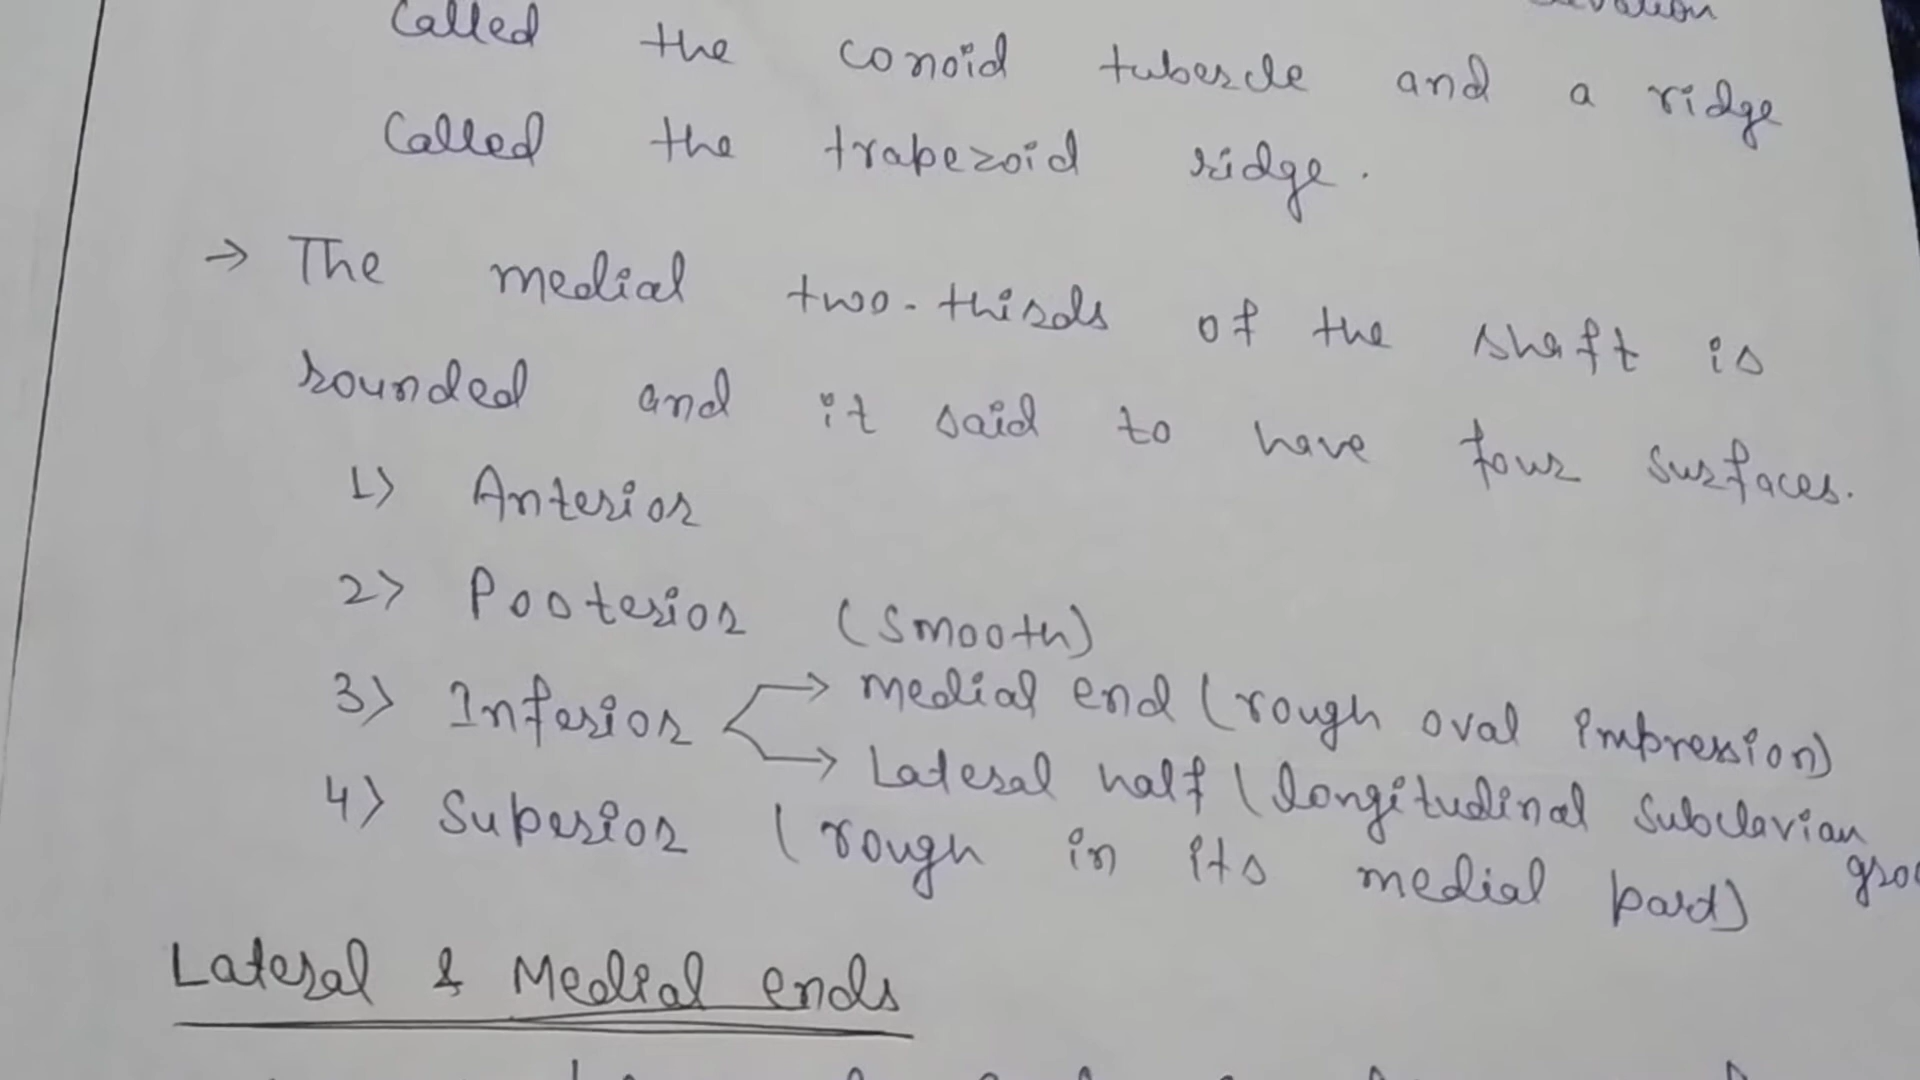 called the conoid tubercle and a ridge
called the trapezoid ridge.
→ The medial two-thirds of the shaft is
rounded and it said to have four surfaces.
1) Anterior
2) Posterior (smooth)
3) Inferior → medial end (rough oval impression)
→ Lateral half (longitudinal subclavian
4) Superior (rough in its medial part)
Lateral & Medial ends